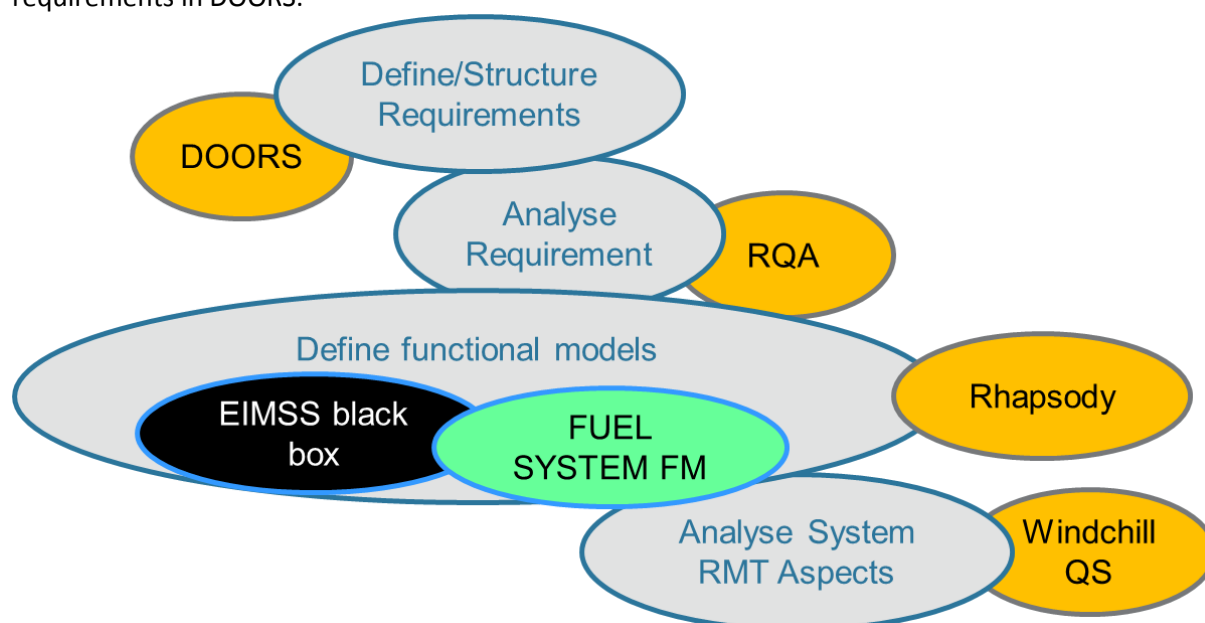 requirements in DOORS.
Define/Structure
Requirements
DOORS
Analyse
Requirement
RQA
Define functional models
EIMSS black
box
FUEL
SYSTEM FM
Rhapsody
Analyse System
RMT Aspects
Windchill
QS